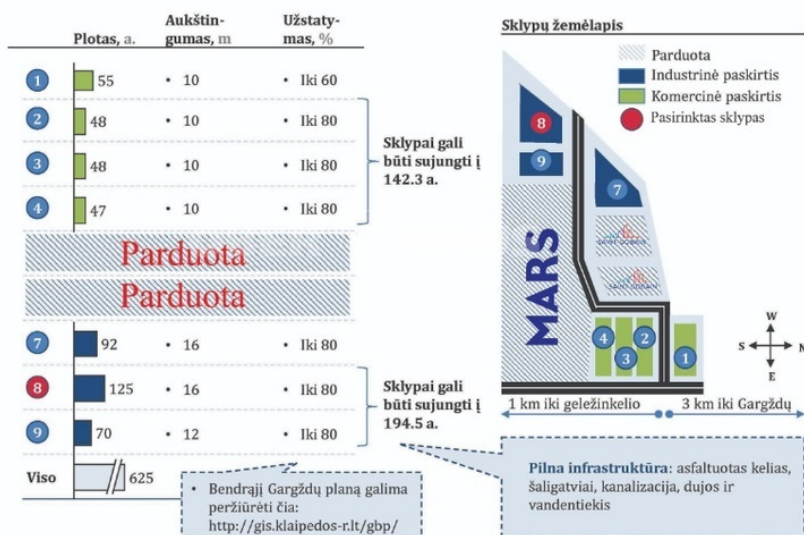 Plotas, a.
Aukštin-
gumas, m
Užstaty-
mas, %
1
55
• 10
• Iki 60
2
48
• 10
• Iki 80
3
48
• 10
• Iki 80
4
47
• 10
• Iki 80
Sklypai gali
būti sujungti į
142.3 a.
Parduota
Parduota
7
92
• 16
• Iki 80
8
125
• 16
• Iki 80
9
70
• 12
• Iki 80
Sklypai gali
būti sujungti į
194.5 a.
Viso
625
• Bendrąjį Gargždų planą galima
peržiūrėti čia:
http://gis.klaipedos-r.lt/gbp/
Sklypų žemėlapis
Parduota
Industrinė paskirtis
Komercinė paskirtis
Pasirinktas sklypas
8
9
7
MARS
SAINT-GOBAIN
SAINT-GOBAIN
4
3
2
1
W
S
N
E
1 km iki geležinkelio
3 km iki Gargždų
Pilna infrastruktūra: asfaltuotas kelias,
šaligatviai, kanalizacija, dujos ir
vandentiekis